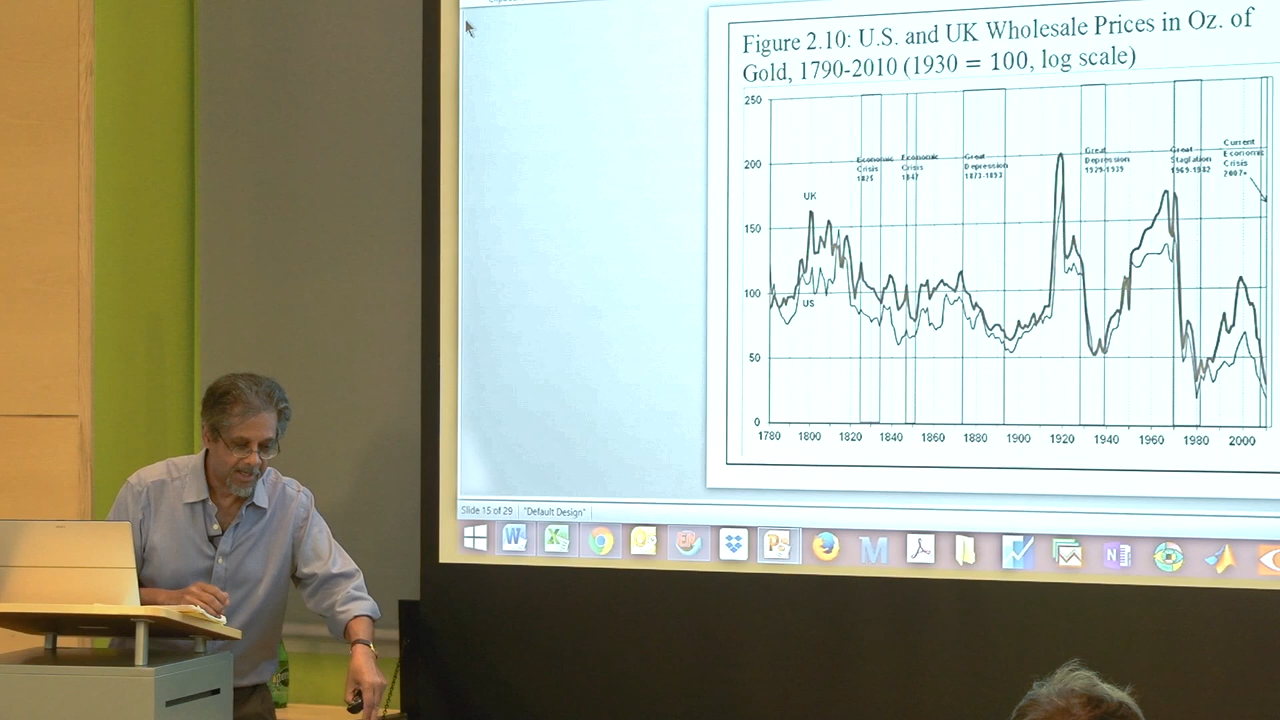 Figure 2.10: U.S. and UK Wholesale Prices in Oz. of
Gold, 1790-2010 (1930 = 100, log scale)
250
200
150
100
50
0
Economic
Crisis
1825
Economic
Crisis
1847
Great
Depression
1873-1893
Great
Depression
1929-1939
Great
Stagflation
1969-1982
Current
Economic
Crisis
2007+
UK
US
1780 1800 1820 1840 1860 1880 1900 1920 1940 1960 1980 2000
Slide 15 of 29 "Default Design"